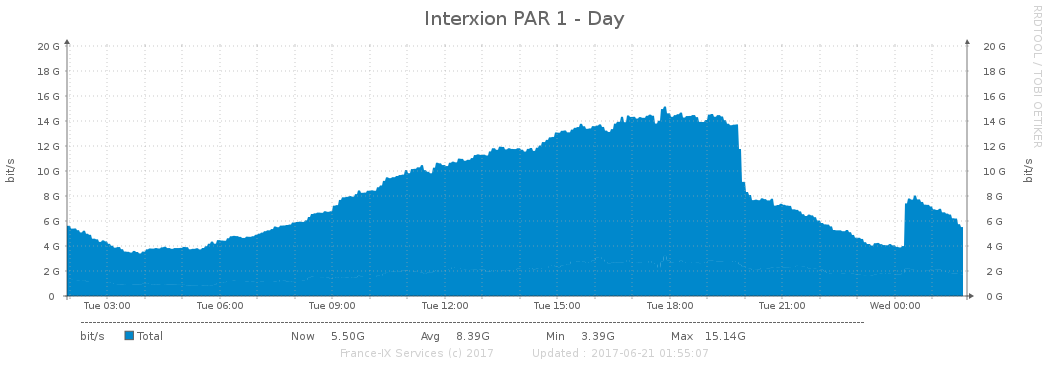 Interxion PAR 1 - Day
RRDTOOL / TOBI OETIKER
20 G 20 G
18 G 18 G
16 G 16 G
14 G 14 G
12 G 12 G
10 G 10 G
8 G 8 G
6 G 6 G
4 G 4 G
2 G 2 G
0 0 G
bit/s
bit/s
Tue 03:00 Tue 06:00 Tue 09:00 Tue 12:00 Tue 15:00 Tue 18:00 Tue 21:00 Wed 00:00
bit/s Total Now 5.50G Avg 8.39G Min 3.39G Max 15.14G
France-IX Services (c) 2017 Updated : 2017-06-21 01:55:07